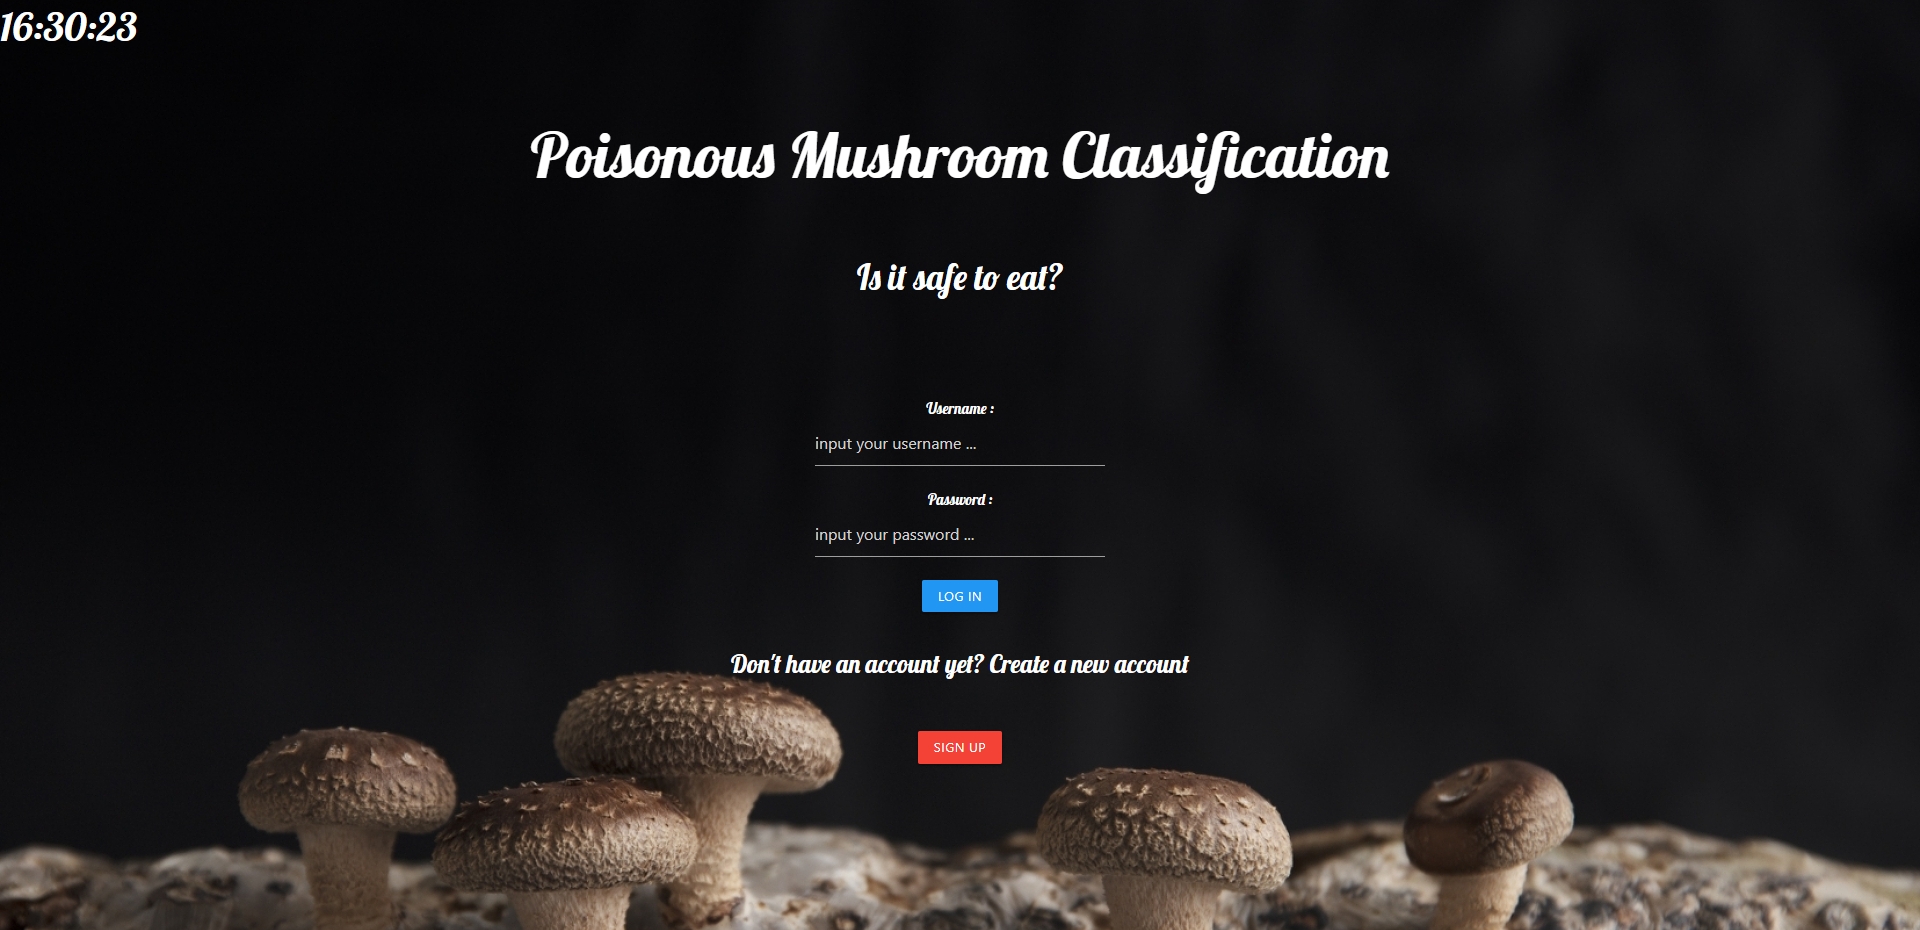 16:30:23
Poisonous Mushroom Classification
Is it safe to eat?
Username :
input your username ...
Password :
input your password ...
LOG IN
Don't have an account yet? Create a new account
SIGN UP